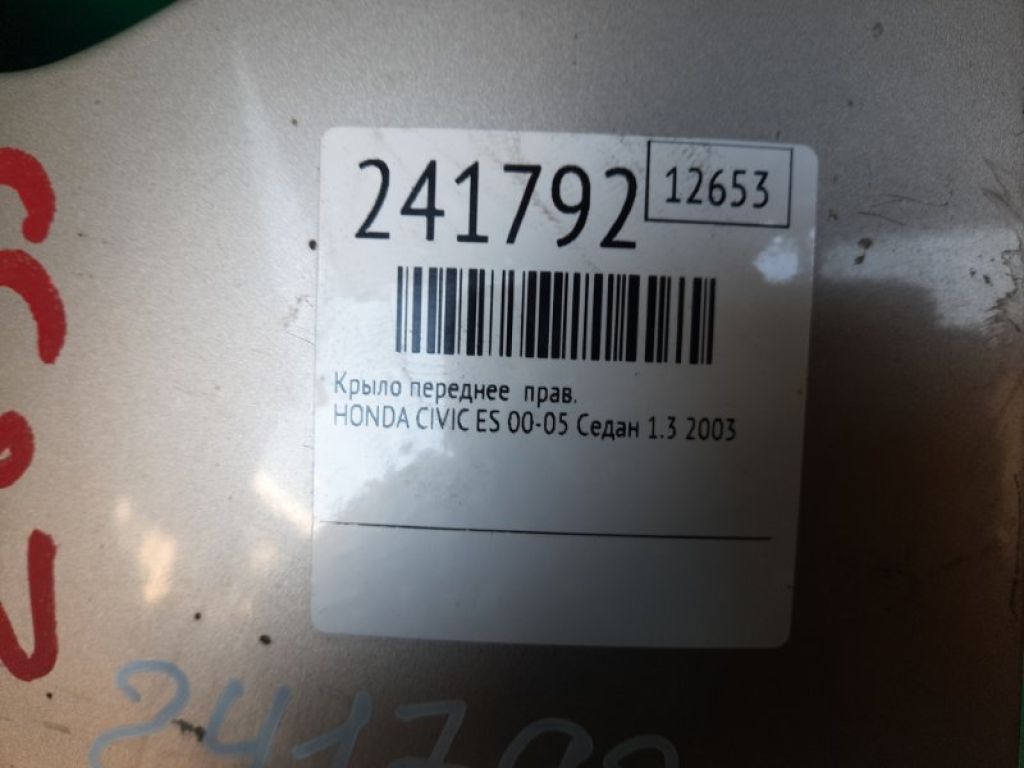 241792
12653
Крыло переднее прав.
HONDA CIVIC ES 00-05 Седан 1.3 2003